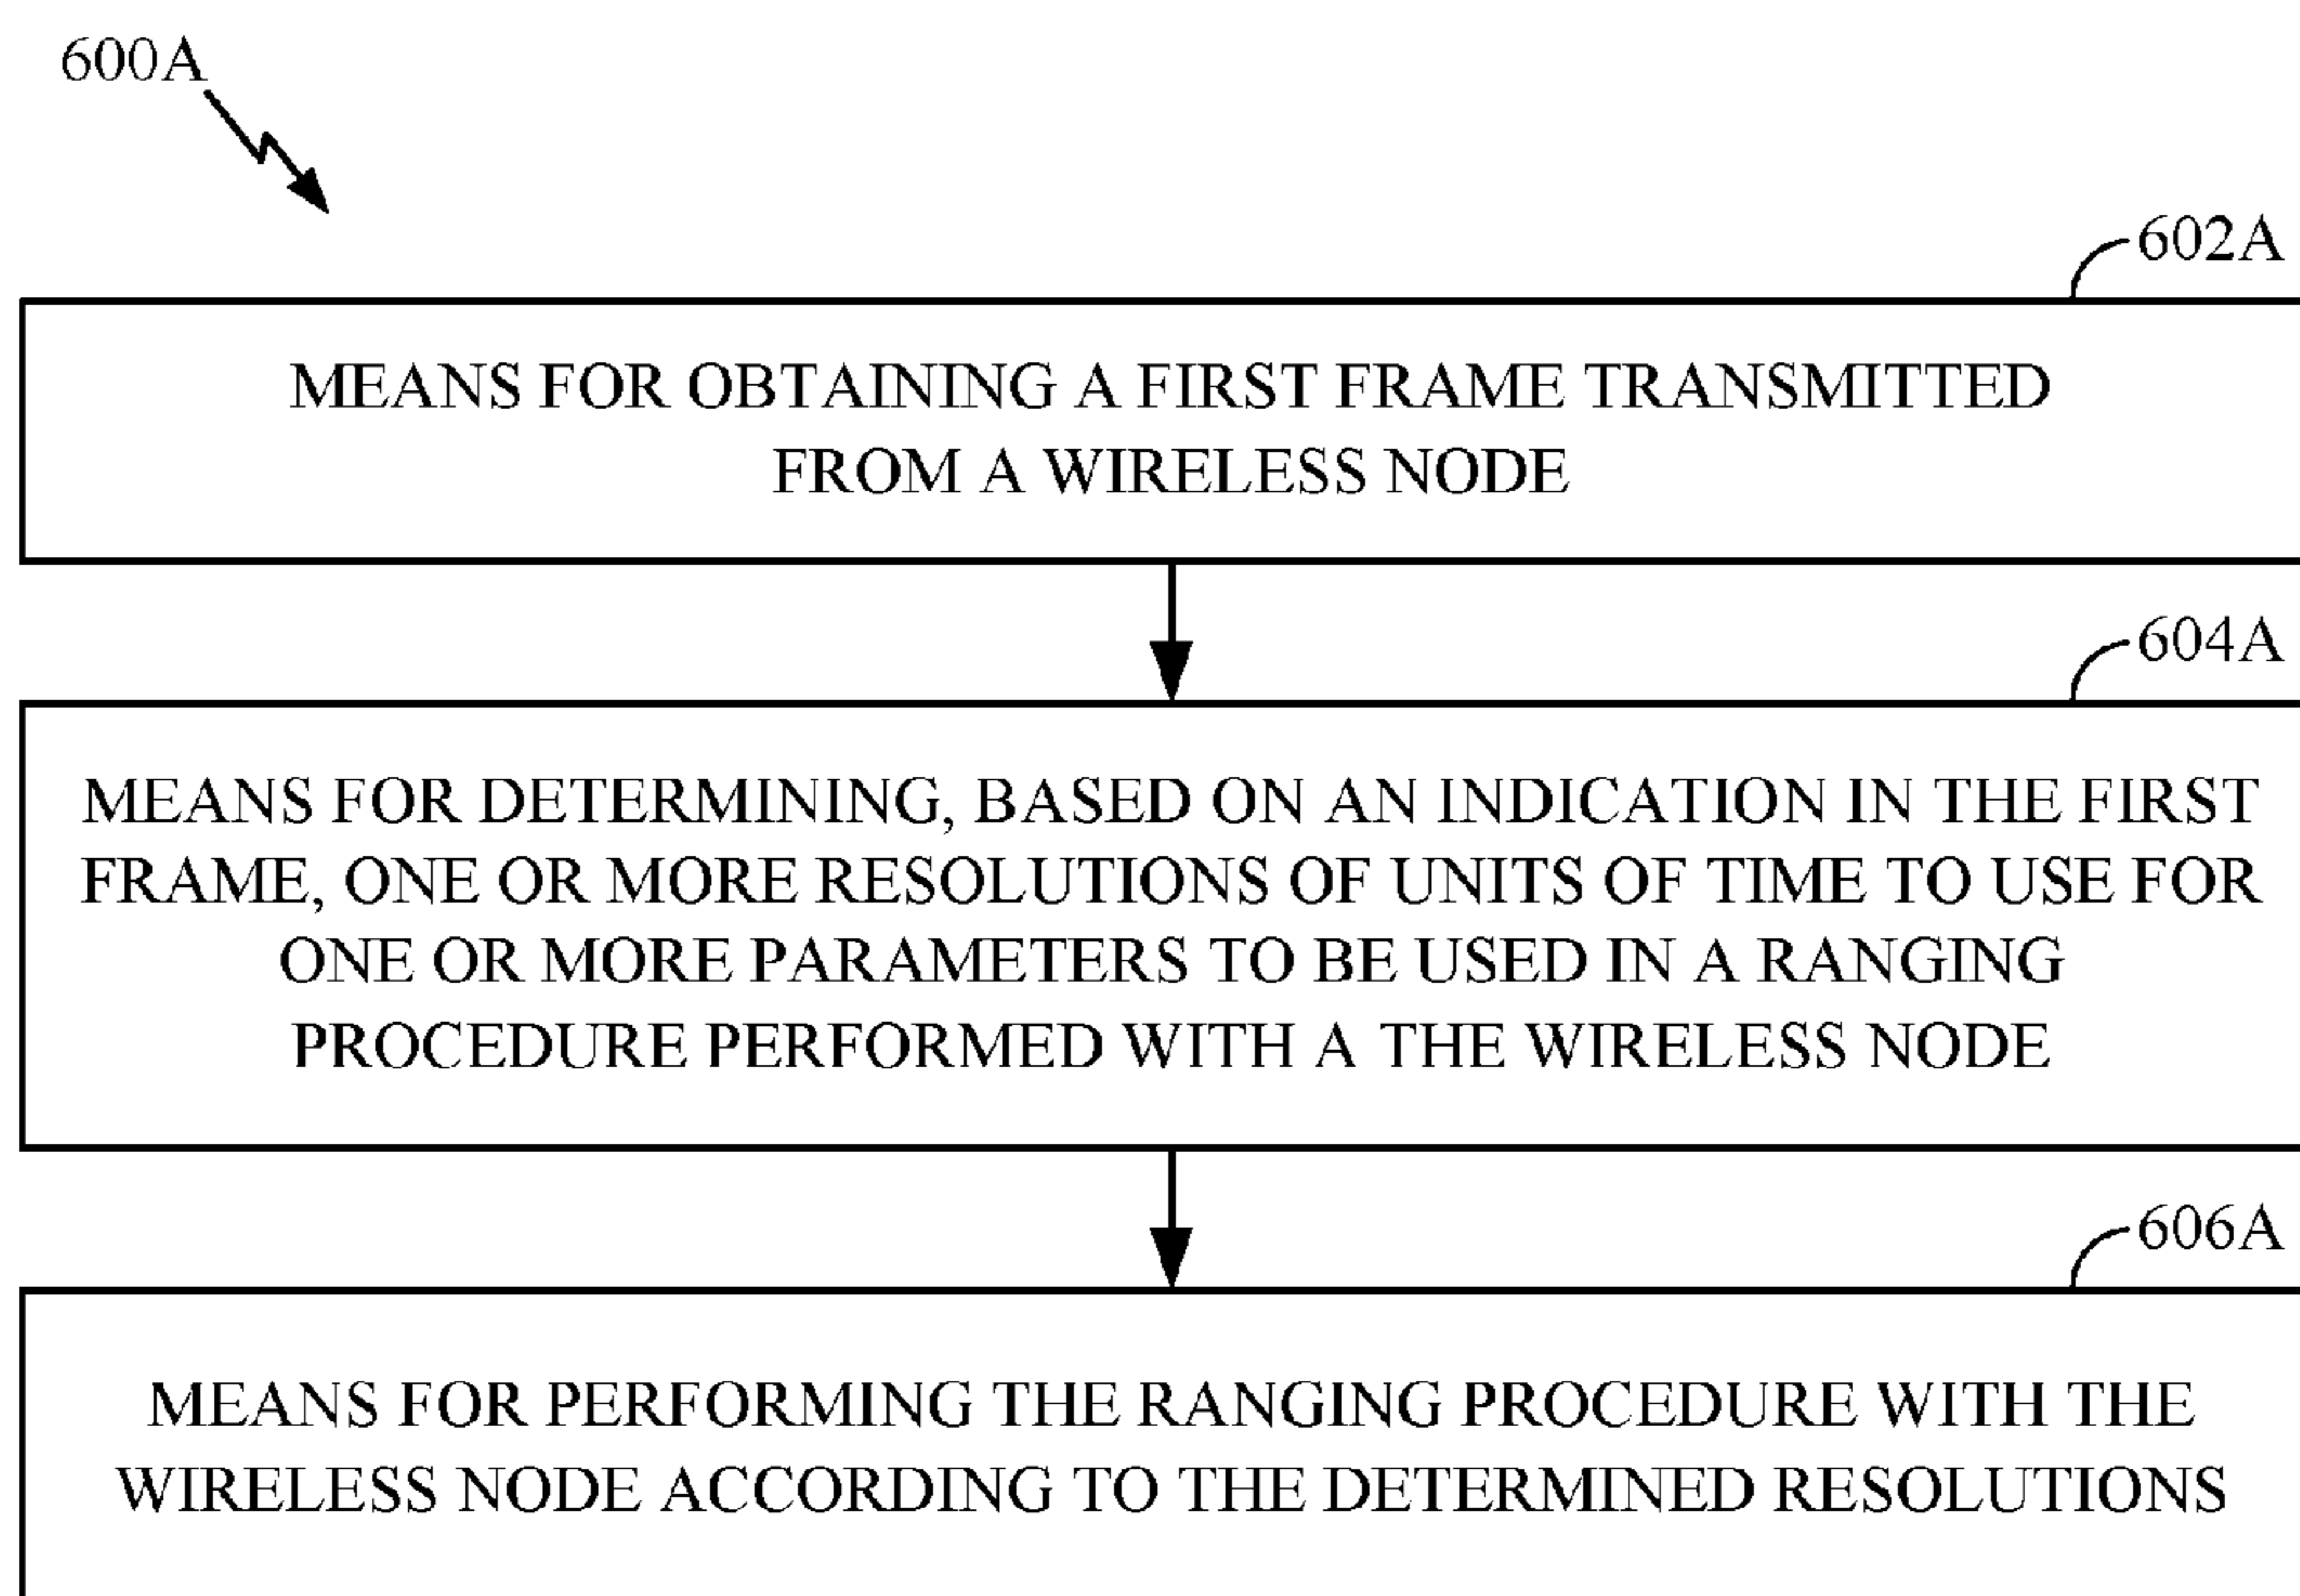 600A
602A
MEANS FOR OBTAINING A FIRST FRAME TRANSMITTED
FROM A WIRELESS NODE
604A
MEANS FOR DETERMINING, BASED ON AN INDICATION IN THE FIRST
FRAME, ONE OR MORE RESOLUTIONS OF UNITS OF TIME TO USE FOR
ONE OR MORE PARAMETERS TO BE USED IN A RANGING
PROCEDURE PERFORMED WITH A THE WIRELESS NODE
606A
MEANS FOR PERFORMING THE RANGING PROCEDURE WITH THE
WIRELESS NODE ACCORDING TO THE DETERMINED RESOLUTIONS